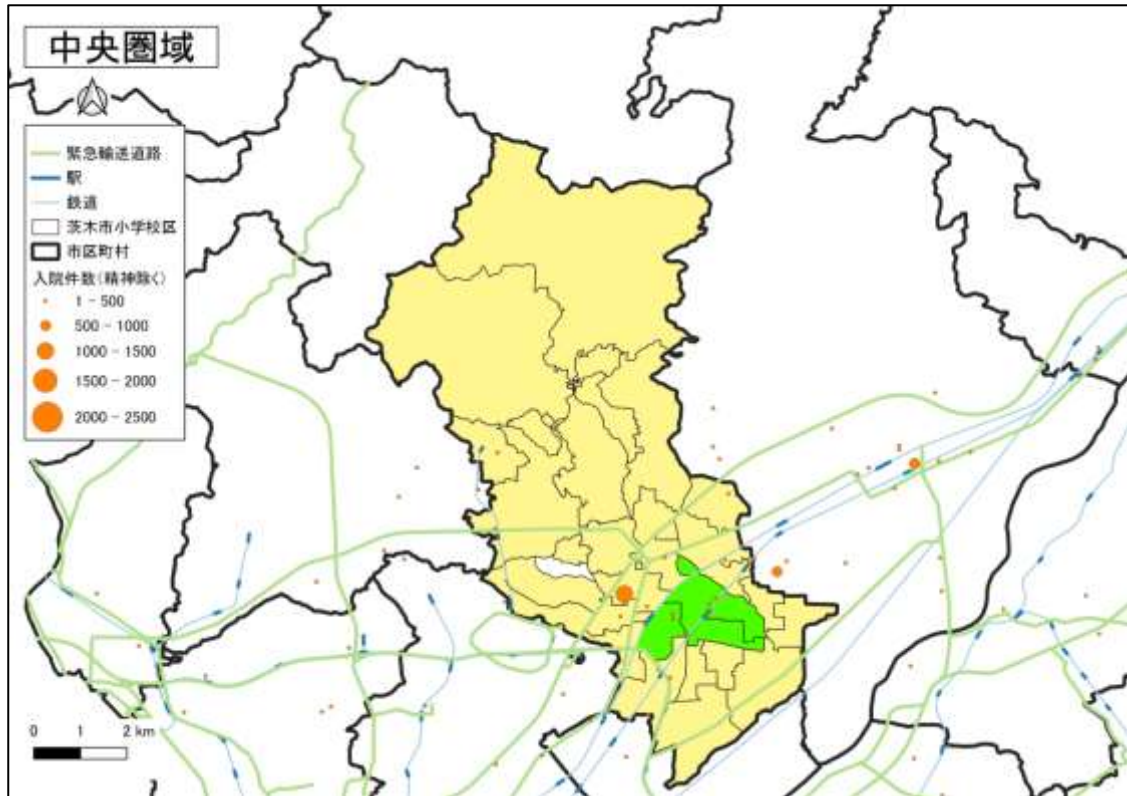 中央圏域
緊急輸送道路
駅
鉄道
茨木市小学校区
市区町村
入院件数(精神除く)
1 - 500
500 - 1000
1000 - 1500
1500 - 2000
2000 - 2500
0 1 2 km